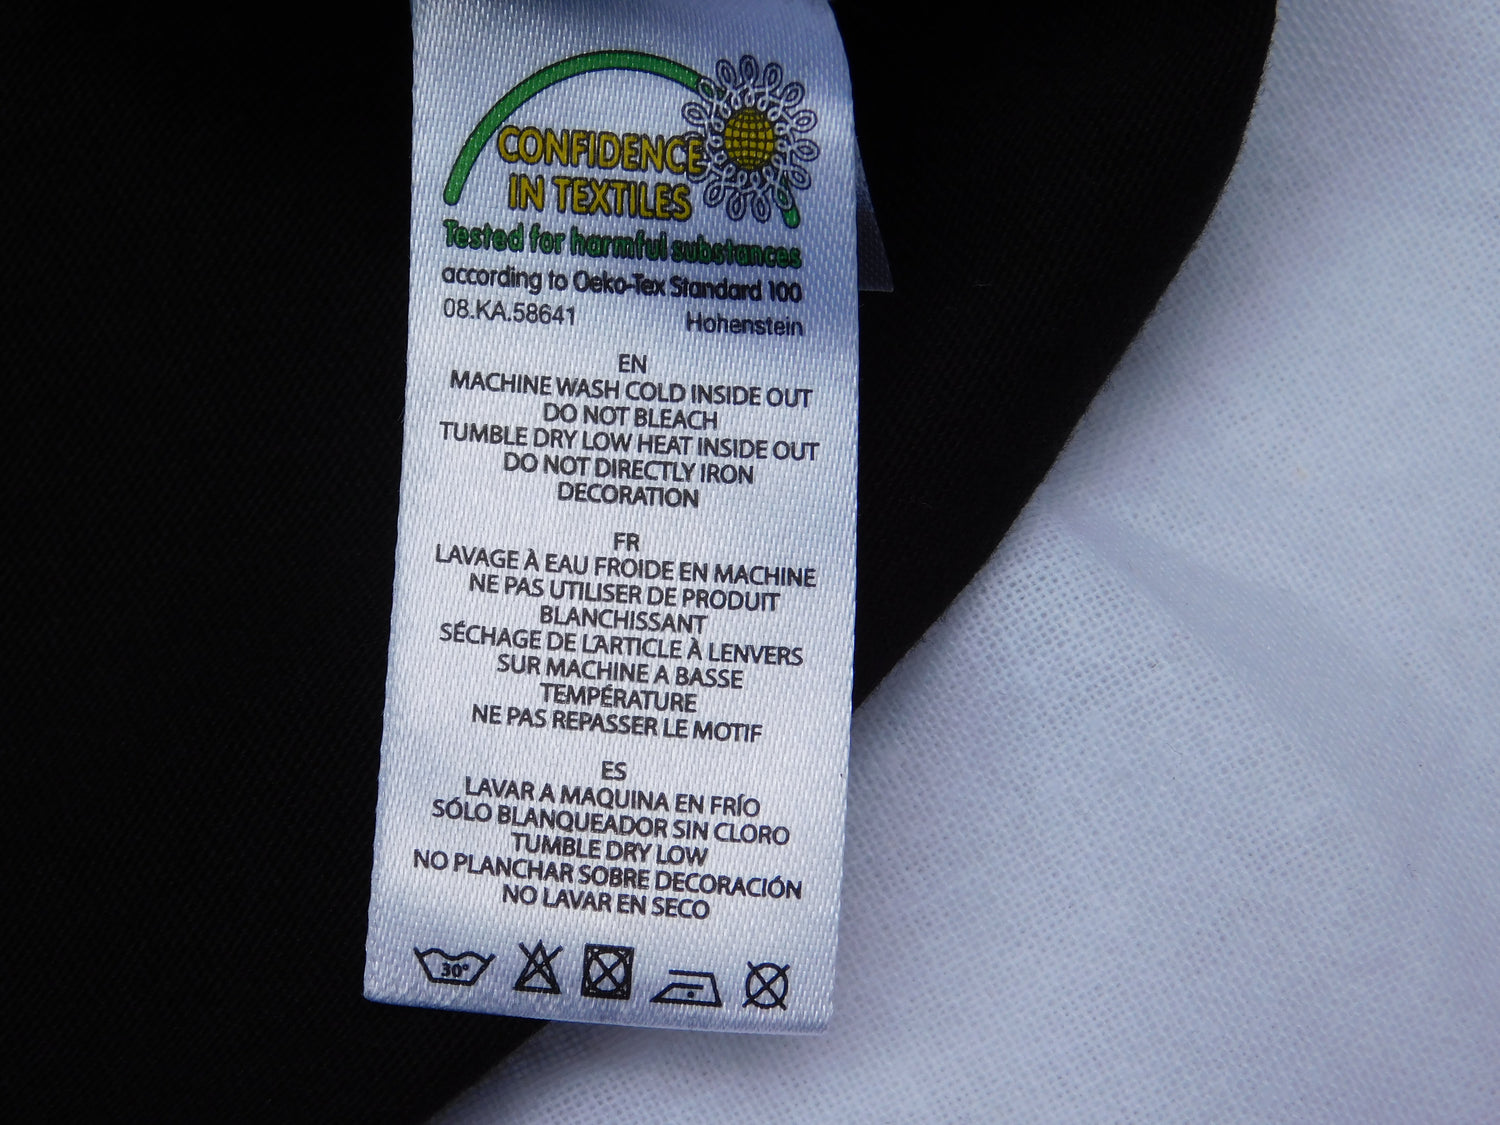 CONFIDENCE
IN TEXTILES
Tested for harmful substances
according to Oeko-Tex Standard 100
08.KA.58641 Hohenstein
EN
MACHINE WASH COLD INSIDE OUT
DO NOT BLEACH
TUMBLE DRY LOW HEAT INSIDE OUT
DO NOT DIRECTLY IRON
DECORATION
FR
LAVAGE À EAU FROIDE EN MACHINE
NE PAS UTILISER DE PRODUIT
BLANCHISSANT
SÉCHAGE DE L'ARTICLE À LENVERS
SUR MACHINE A BASSE
TEMPÉRATURE
NE PAS REPASSER LE MOTIF
ES
LAVAR A MAQUINA EN FRÍO
SÓLO BLANQUEADOR SIN CLORO
TUMBLE DRY LOW
NO PLANCHAR SOBRE DECORACIÓN
NO LAVAR EN SECO
30°